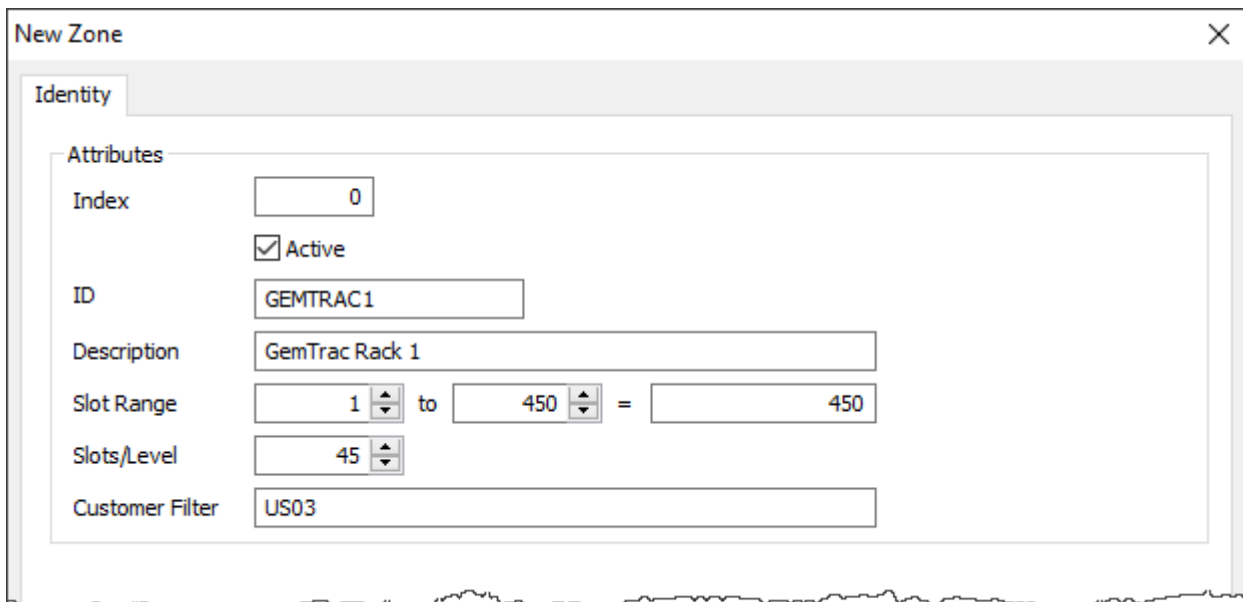 New Zone
Identity
Attributes
Index 0
Active
ID GEMTRAC1
Description GemTrac Rack 1
Slot Range 1 to 450 = 450
Slots/Level 45
Customer Filter US03